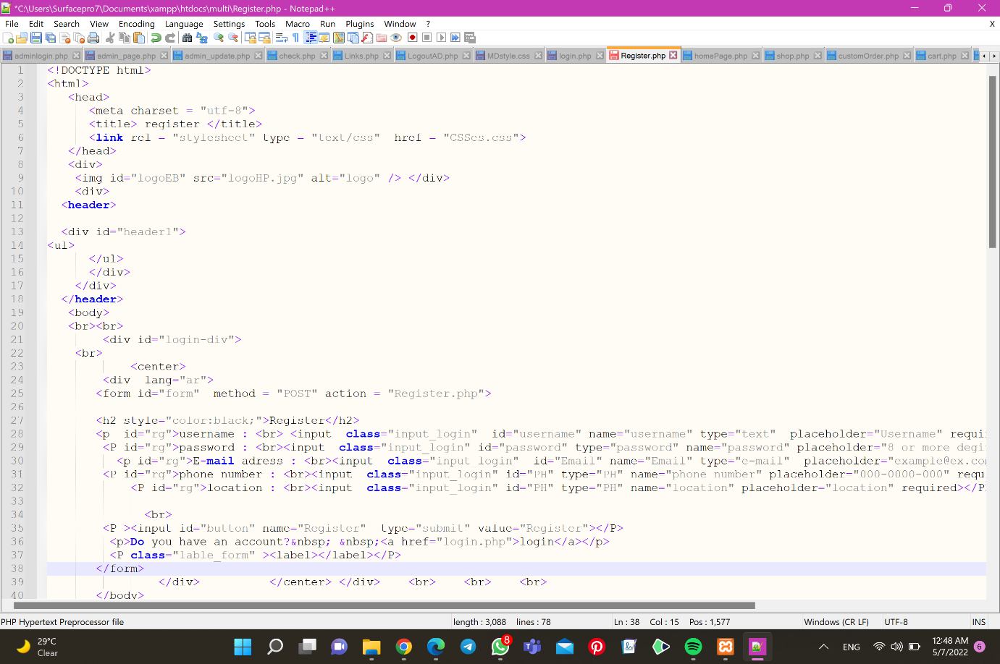 *C:\Users\Surfacepro7\Documents\xampp\htdocs\multi\Register.php - Notepad++
File Edit Search View Encoding Language Settings Tools Macro Run Plugins Window ? X
adminlogin.php admin_page.php admin_update.php check.php Links.php LogoutAD.php MDstyle.css login.php Register.php homePage.php shop.php customOrder.php cart.php
1 <!DOCTYPE html>
2 <html>
3 <head>
4 <meta charset = "utf-8">
5 <title> register </title>
6 <link rel = "stylesheet" type = "text/css" href = "CSSes.css">
7 </head>
8 <div>
9 <img id="logoEB" src="logoHP.jpg" alt="logo" /> </div>
10 <div>
11 <header>
12
13 <div id="header1">
14 <ul>
15 </ul>
16 </div>
17 </div>
18 </header>
19 <body>
20 <br><br>
21 <div id="login-div">
22 <br>
23 <center>
24 <div lang="ar">
25 <form id="form" method = "POST" action = "Register.php">
26
27 <h2 style="color:black;">Register</h2>
28 <p id="rg">username : <br> <input class="input_login" id="username" name="username" type="text" placeholder="Username" requi
29 <P id="rg">password : <br><input class="input_login" id="password" type="password" name="password" placeholder="8 or more degi
30 <p id="rg">E-mail adress : <br><input class="input_login" id="Email" name="Email" type="e-mail" placeholder="example@ex.co
31 <P id="rg">phone number : <br><input class="input_login" id="PH" type="PH" name="phone number" placeholder="000-0000-000" requ
32 <P id="rg">location : <br><input class="input_login" id="PH" type="PH" name="location" placeholder="location" required></P
33
34 <br>
35 <P ><input id="button" name="Register" type="submit" value="Register"></P>
36 <p>Do you have an account?&nbsp; &nbsp;<a href="login.php">login</a></p>
37 <P class="lable_form" ><label></label></P>
38 </form>
39 </div> </center> </div> <br> <br> <br>
40 </body>
PHP Hypertext Preprocessor file length : 3,088 lines : 78 Ln : 38 Col : 15 Pos : 1,577 Windows (CR LF) UTF-8 INS
29°C
Clear
8
ENG
12:48 AM
5/7/2022
6